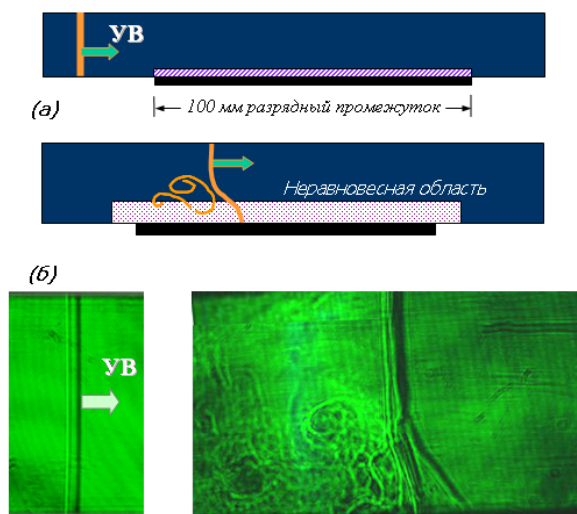 УВ
(а)
100 мм разрядный промежуток
Неравновесная область
(б)
УВ